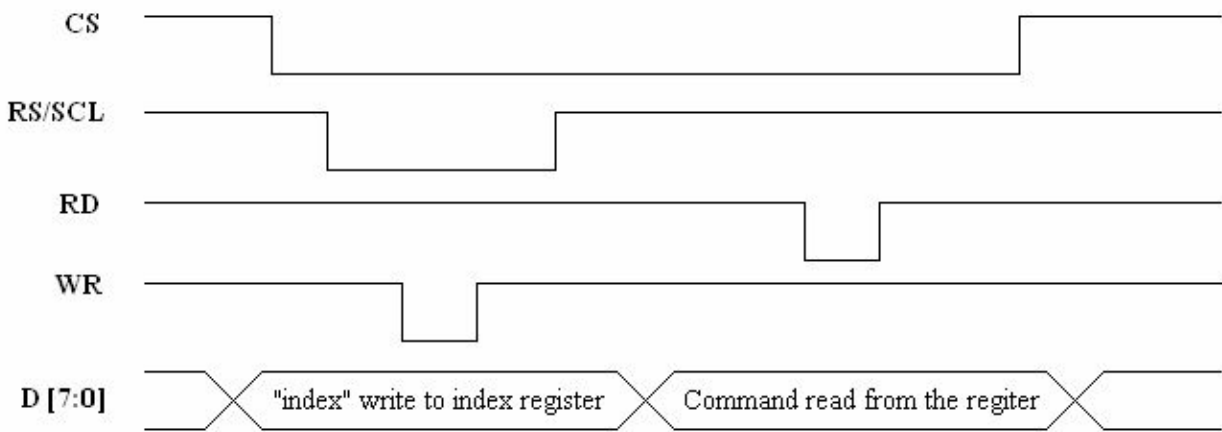 CS
RS/SCL
RD
WR
D [7:0]
"index" write to index register
Command read from the regiter